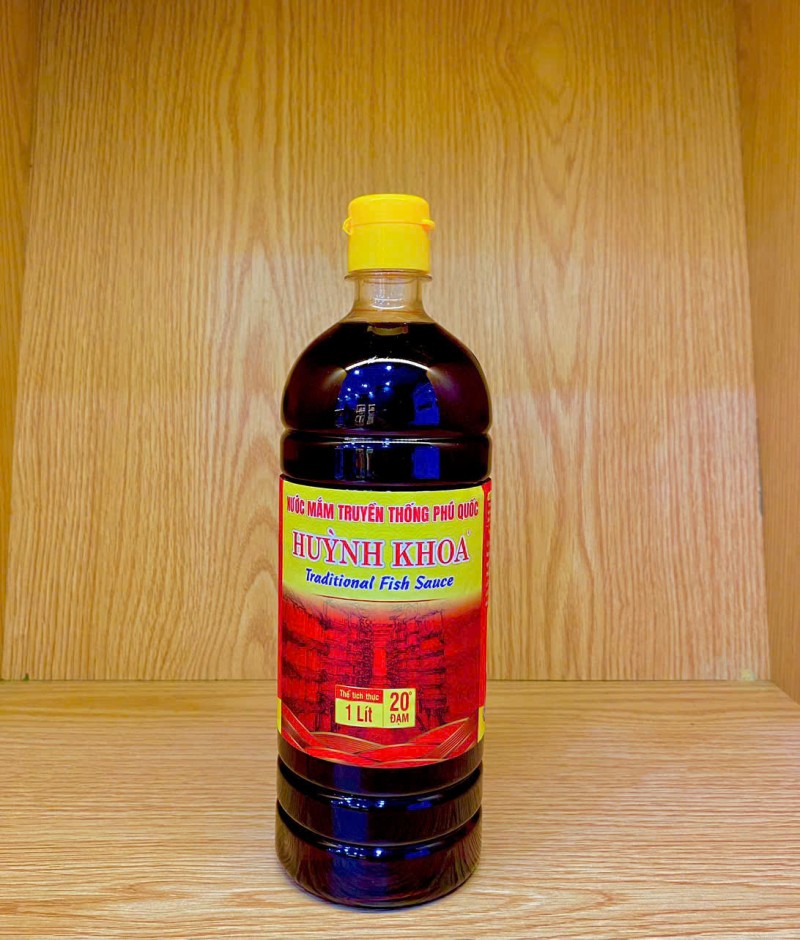 NƯỚC MẮM TRUYỀN THỐNG PHÚ QUỐC
HUỲNH KHOA
Traditional Fish Sauce
Thể tích thực
1 Lít
20°
ĐẠM